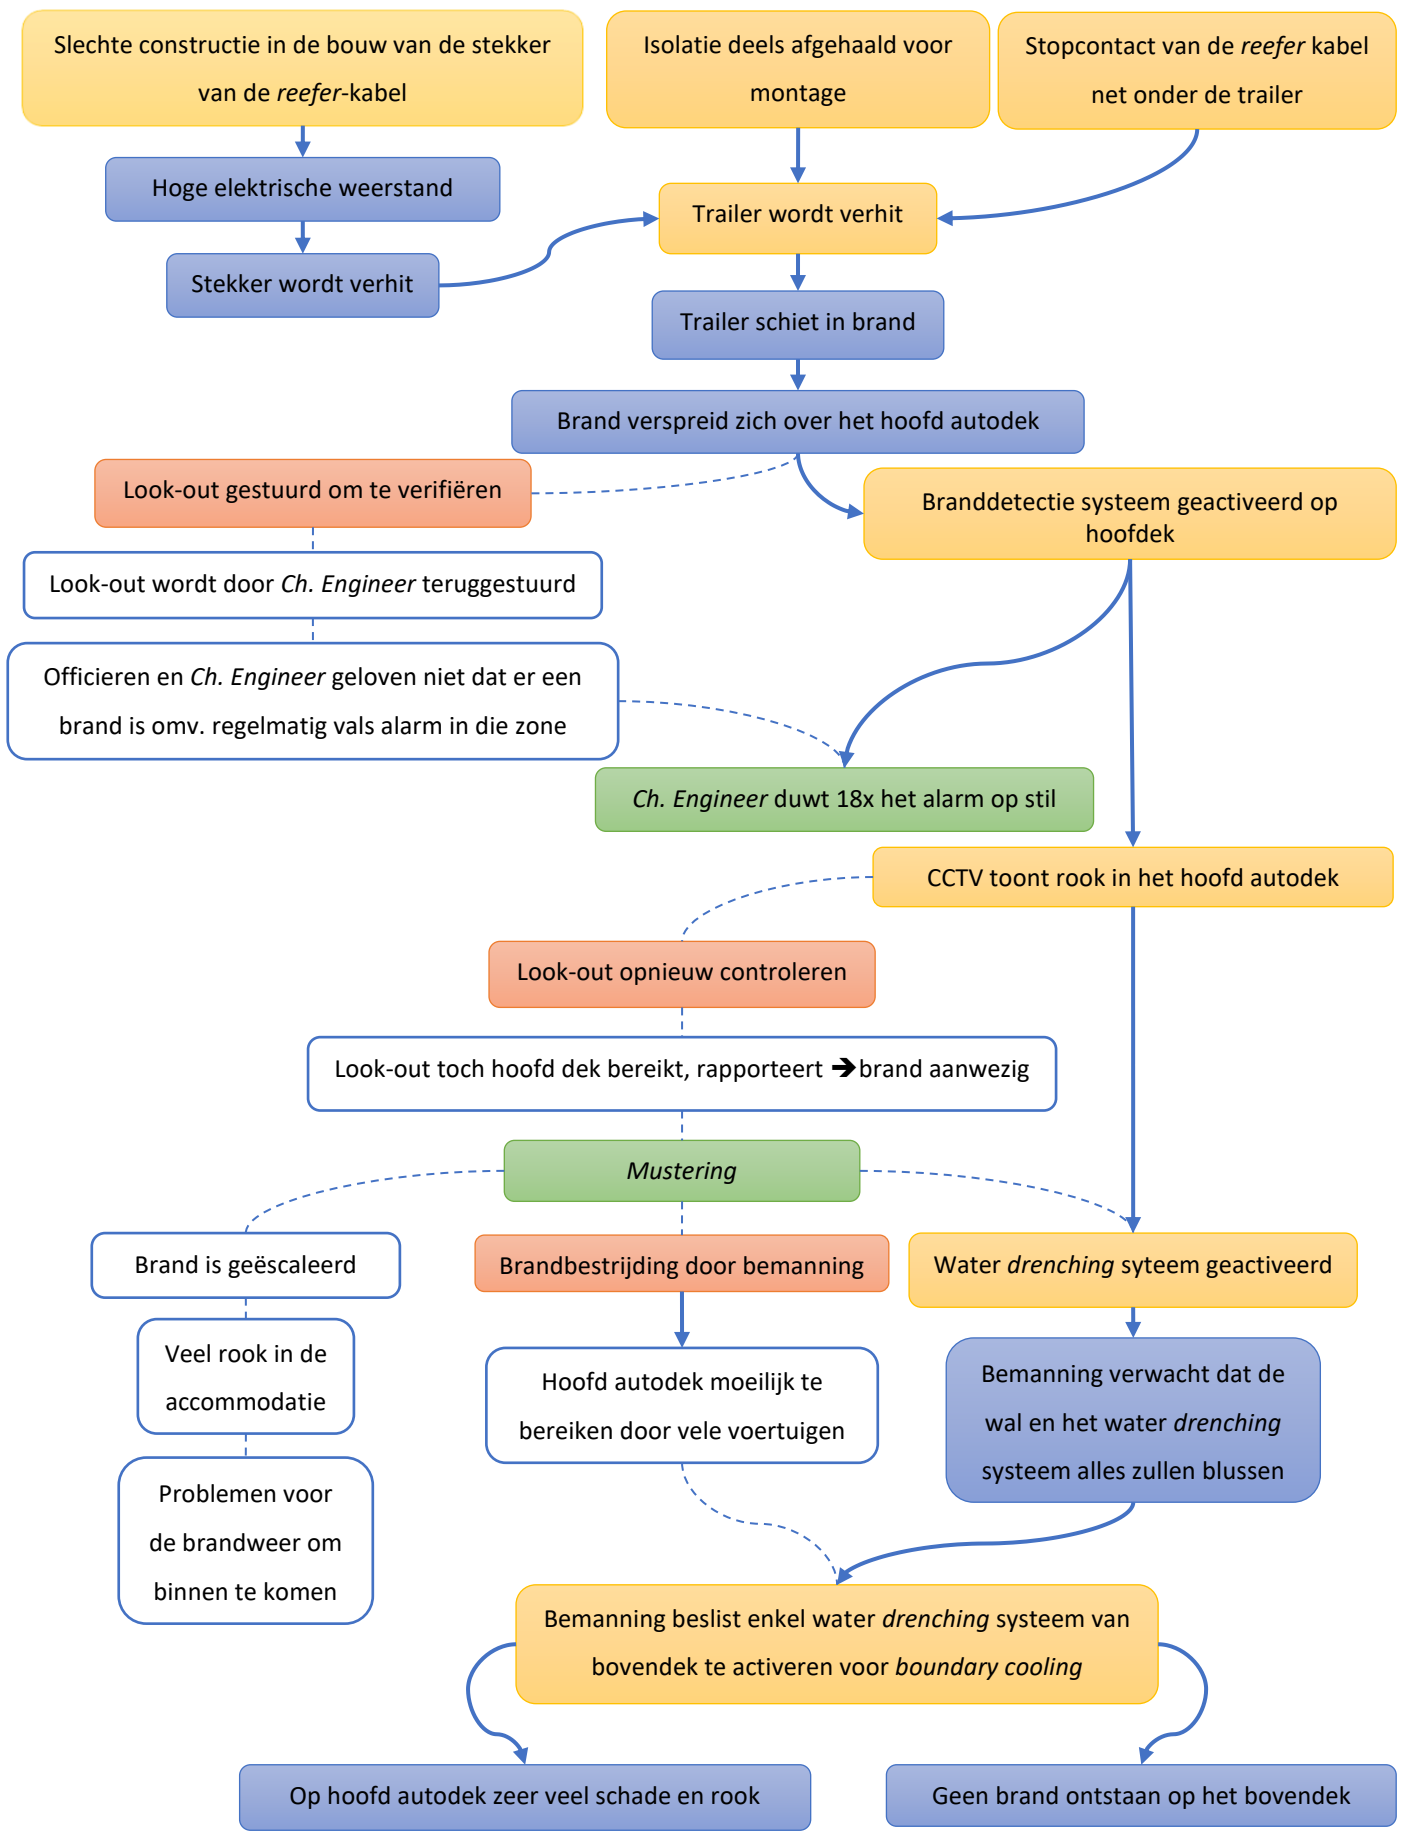 Slechte constructie in de bouw van de stekker
van de reefer-kabel
Isolatie deels afgehaald voor
montage
Stopcontact van de reefer kabel
net onder de trailer
Hoge elektrische weerstand
Trailer wordt verhit
Stekker wordt verhit
Trailer schiet in brand
Brand verspreid zich over het hoofd autodek
Look-out gestuurd om te verifiëren
Branddetectie systeem geactiveerd op
hoofdek
Look-out wordt door Ch. Engineer teruggestuurd
Officieren en Ch. Engineer geloven niet dat er een
brand is omv. regelmatig vals alarm in die zone
Ch. Engineer duwt 18x het alarm op stil
CCTV toont rook in het hoofd autodek
Look-out opnieuw controleren
Look-out toch hoofd dek bereikt, rapporteert 🡺 brand aanwezig
Mustering
Brand is geëscaleerd
Brandbestrijding door bemanning
Water drenching syteem geactiveerd
Veel rook in de
accommodatie
Hoofd autodek moeilijk te
bereiken door vele voertuigen
Bemanning verwacht dat de
wal en het water drenching
systeem alles zullen blussen
Problemen voor
de brandweer om
binnen te komen
Bemanning beslist enkel water drenching systeem van
bovendek te activeren voor boundary cooling
Op hoofd autodek zeer veel schade en rook
Geen brand ontstaan op het bovendek